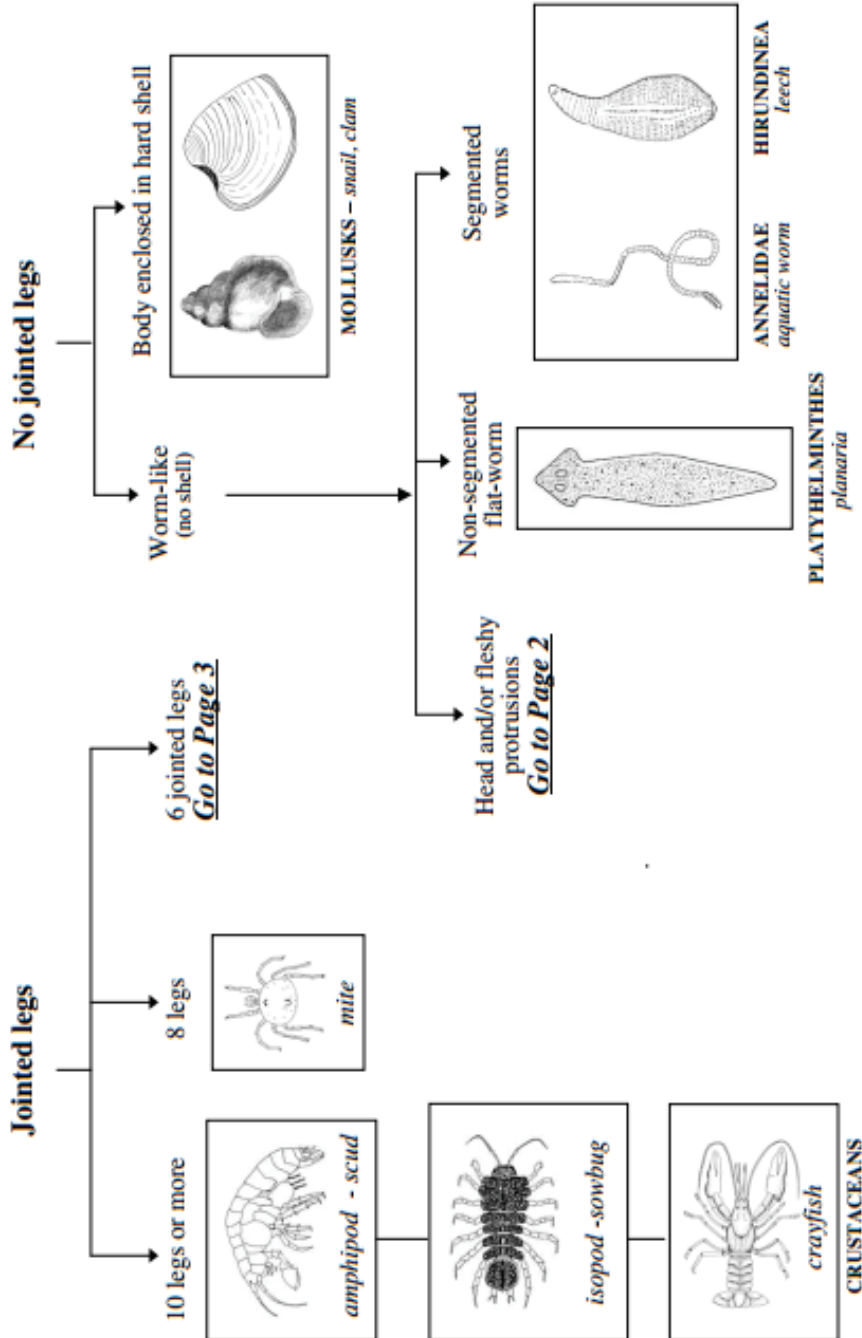 Jointed legs
10 legs or more
8 legs
6 jointed legs
Go to Page 3
amphipod - scud
mite
isopod -sowbug
crayfish
CRUSTACEANS
No jointed legs
Worm-like
(no shell)
Body enclosed in hard shell
MOLLUSKS – snail, clam
Head and/or fleshy
protrusions
Go to Page 2
Non-segmented
flat-worm
Segmented
worms
PLATYHELMINTHES
planaria
ANNELIDAE
aquatic worm
HIRUNDINEA
leech